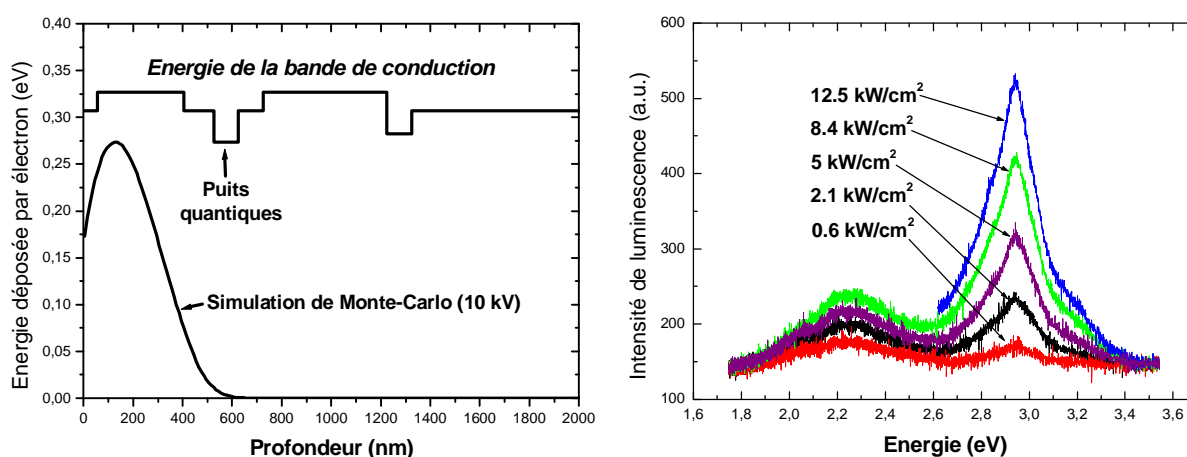 Energie déposée par électron (eV)
0,40
0,35
0,30
0,25
0,20
0,15
0,10
0,05
0,00
Energie de la bande de conduction
Puits
quantiques
Simulation de Monte-Carlo (10 kV)
0
200
400
600
800
1000
1200
1400
1600
1800
2000
Profondeur (nm)
Intensité de luminescence (a.u.)
600
500
400
300
200
100
12.5 kW/cm²
8.4 kW/cm²
5 kW/cm²
2.1 kW/cm²
0.6 kW/cm²
1,6
1,8
2,0
2,2
2,4
2,6
2,8
3,0
3,2
3,4
3,6
Energie (eV)